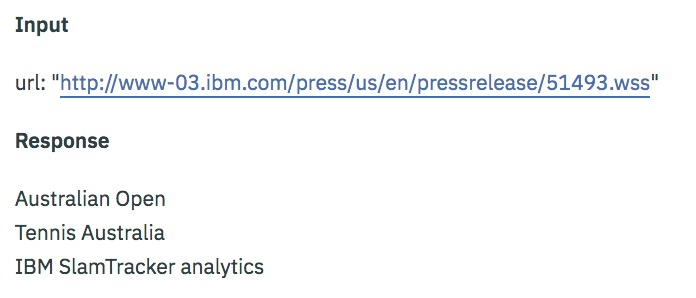 Input
url: "http://www-03.ibm.com/press/us/en/pressrelease/51493.wss"
Response
Australian Open
Tennis Australia
IBM SlamTracker analytics